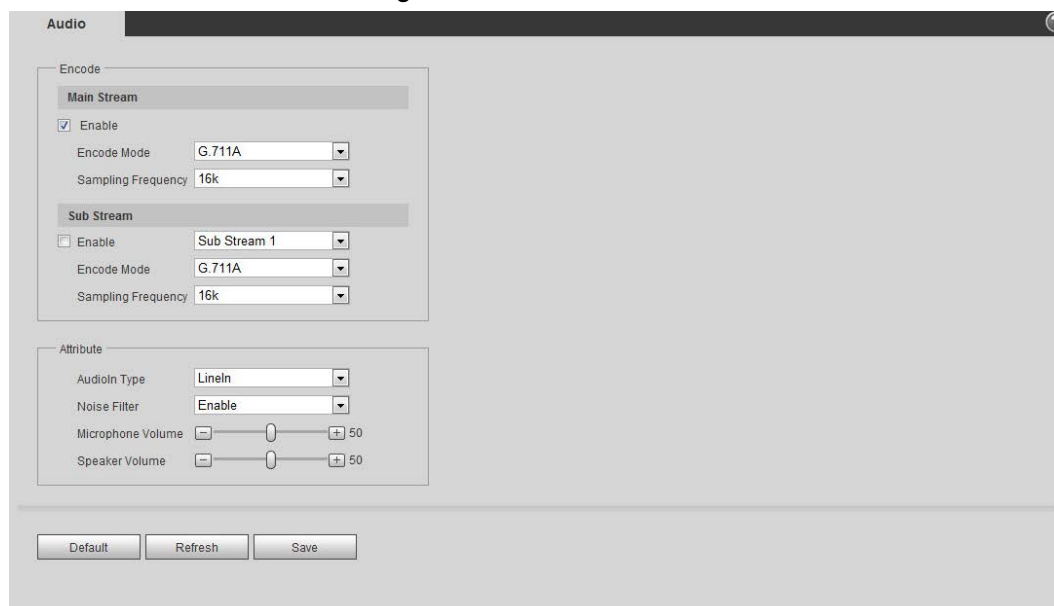 Audio
Encode
Main Stream
Enable
Encode Mode G.711A
Sampling Frequency 16k
Sub Stream
Enable Sub Stream 1
Encode Mode G.711A
Sampling Frequency 16k
Attribute
AudioIn Type LineIn
Noise Filter Enable
Microphone Volume - + 50
Speaker Volume - + 50
Default Refresh Save